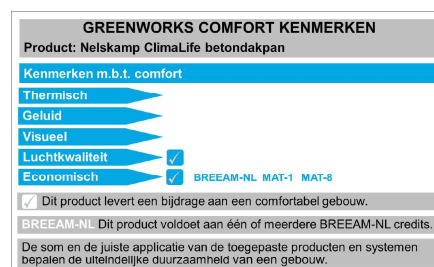 GREENWORKS COMFORT KENMERKEN
Product: Nelskamp ClimaLife betondakpan
Kenmerken m.b.t. comfort
Thermisch
Geluid
Visueel
Luchtkwaliteit
Economisch BREEAM-NL MAT-1 MAT-8
Dit product levert een bijdrage aan een comfortabel gebouw.
BREEAM-NL Dit product voldoet aan één of meerdere BREEAM-NL credits.
De som en de juiste applicatie van de toegepaste producten en systemen
bepalen de uiteindelijke duurzaamheid van een gebouw.